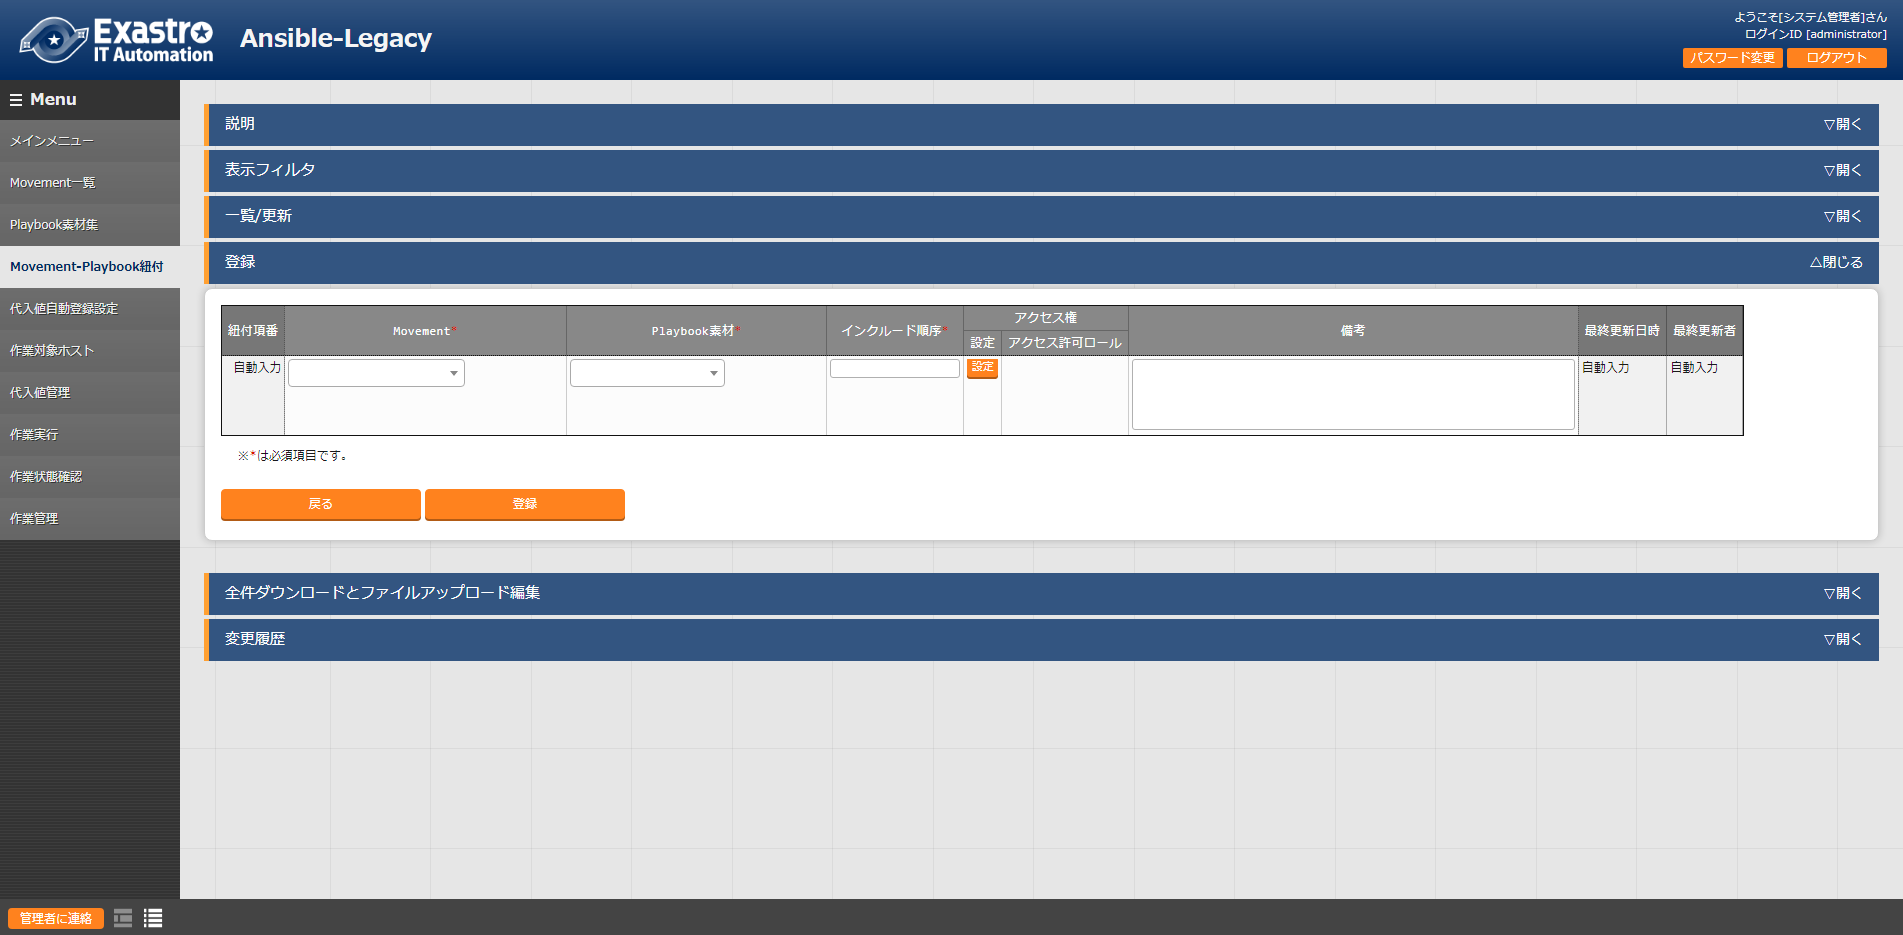 Exastro
IT Automation
Ansible-Legacy
ようこそ[システム管理者]さん
ログインID [administrator]
パスワード変更
ログアウト
Menu
メインメニュー
Movement一覧
Playbook素材集
Movement-Playbook紐付
代入値自動登録設定
作業対象ホスト
代入値管理
作業実行
作業状態確認
作業管理
説明
▽開く
表示フィルタ
▽開く
一覧/更新
▽開く
登録
△閉じる
紐付項番
Movement*
Playbook素材*
インクルード順序*
アクセス権
設定
アクセス許可ロール
備考
最終更新日時
最終更新者
自動入力
設定
自動入力
自動入力
※*は必須項目です。
戻る
登録
全件ダウンロードとファイルアップロード編集
▽開く
変更履歴
▽開く
管理者に連絡